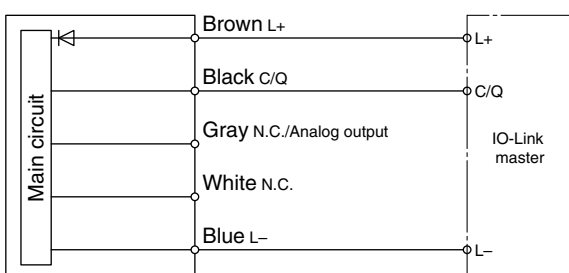 Brown L+
L+
Black C/Q
C/Q
Gray N.C./Analog output
IO-Link
master
Main circuit
White N.C.
Blue L−
L−